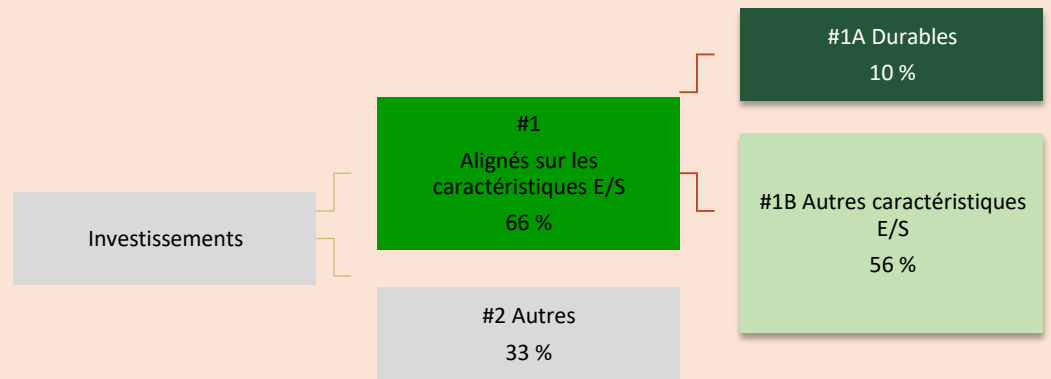 Investissements
#1
Alignés sur les
caractéristiques E/S
66 %
#2 Autres
33 %
#1A Durables
10 %
#1B Autres caractéristiques
E/S
56 %